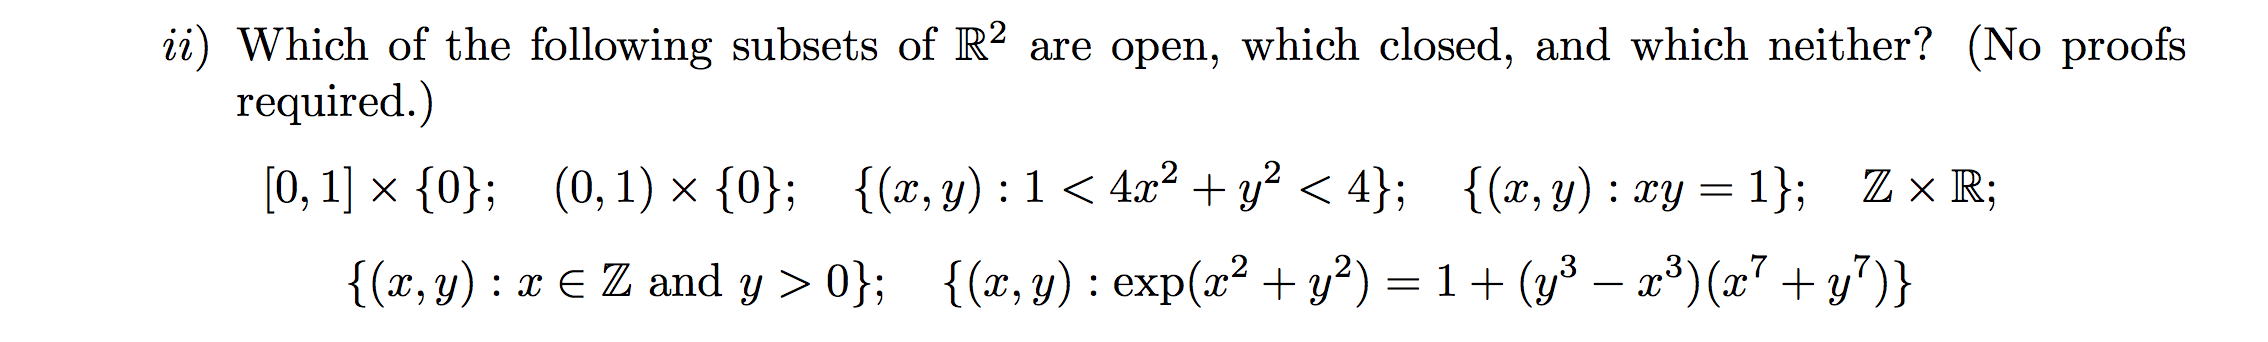 ii) Which of the following subsets of ℝ² are open, which closed, and which neither? (No proofs
required.)
[0, 1] × {0}; (0, 1) × {0}; {(x, y) : 1 < 4x² + y² < 4}; {(x, y) : xy = 1}; ℤ × ℝ;
{(x, y) : x ∈ ℤ and y > 0}; {(x, y) : exp(x² + y²) = 1 + (y³ − x³)(x⁷ + y⁷)}